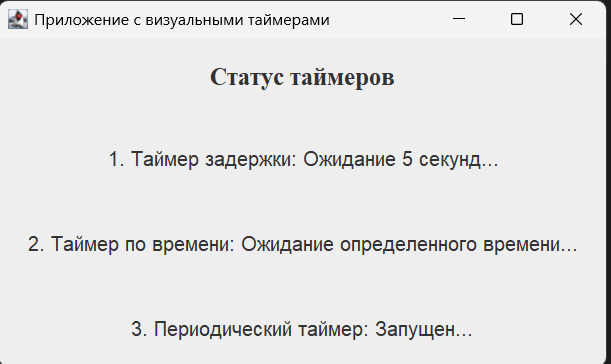 Приложение с визуальными таймерами
Статус таймеров
1. Таймер задержки: Ожидание 5 секунд...
2. Таймер по времени: Ожидание определенного времени...
3. Периодический таймер: Запущен...